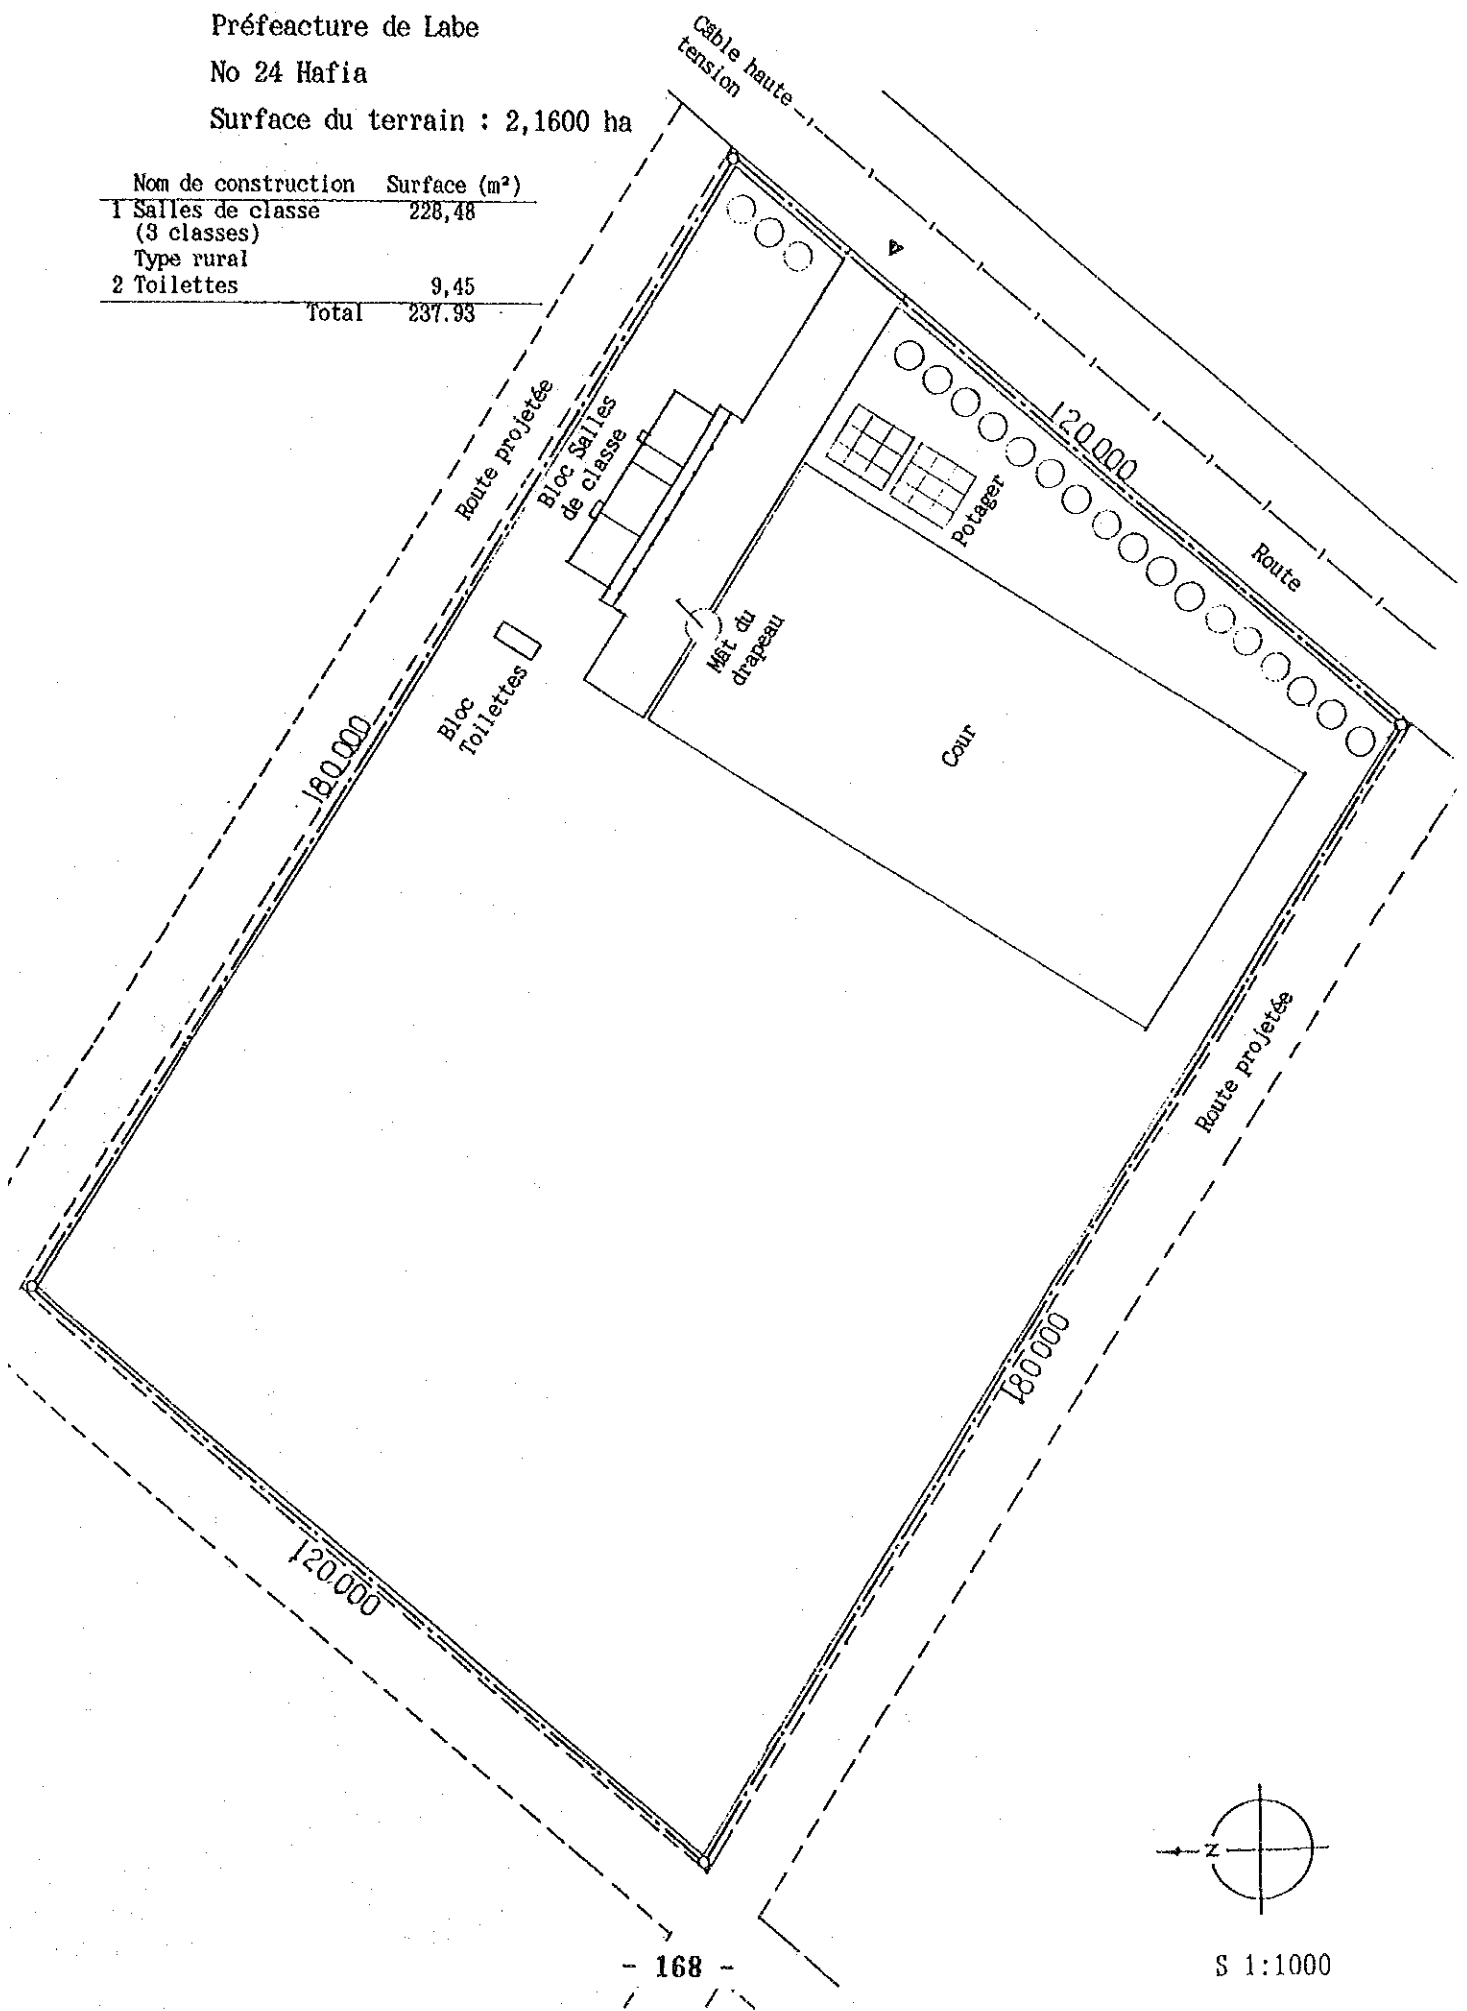 Préfeacture de Labe
No 24 Hafia
Surface du terrain : 2,1600 ha
Nom de construction Surface (m²)
1 Salles de classe 228,48
(3 classes)
Type rural
2 Toilettes 9,45
Total 237.93
Câble haute
tension
Route projetée
Bloc Salles
de classe
120.000
Potager
Route
Mât du
drapeau
Bloc
Toilettes
180.000
Cour
Route projetée
180000
120.000
N
- 168 -
S 1:1000